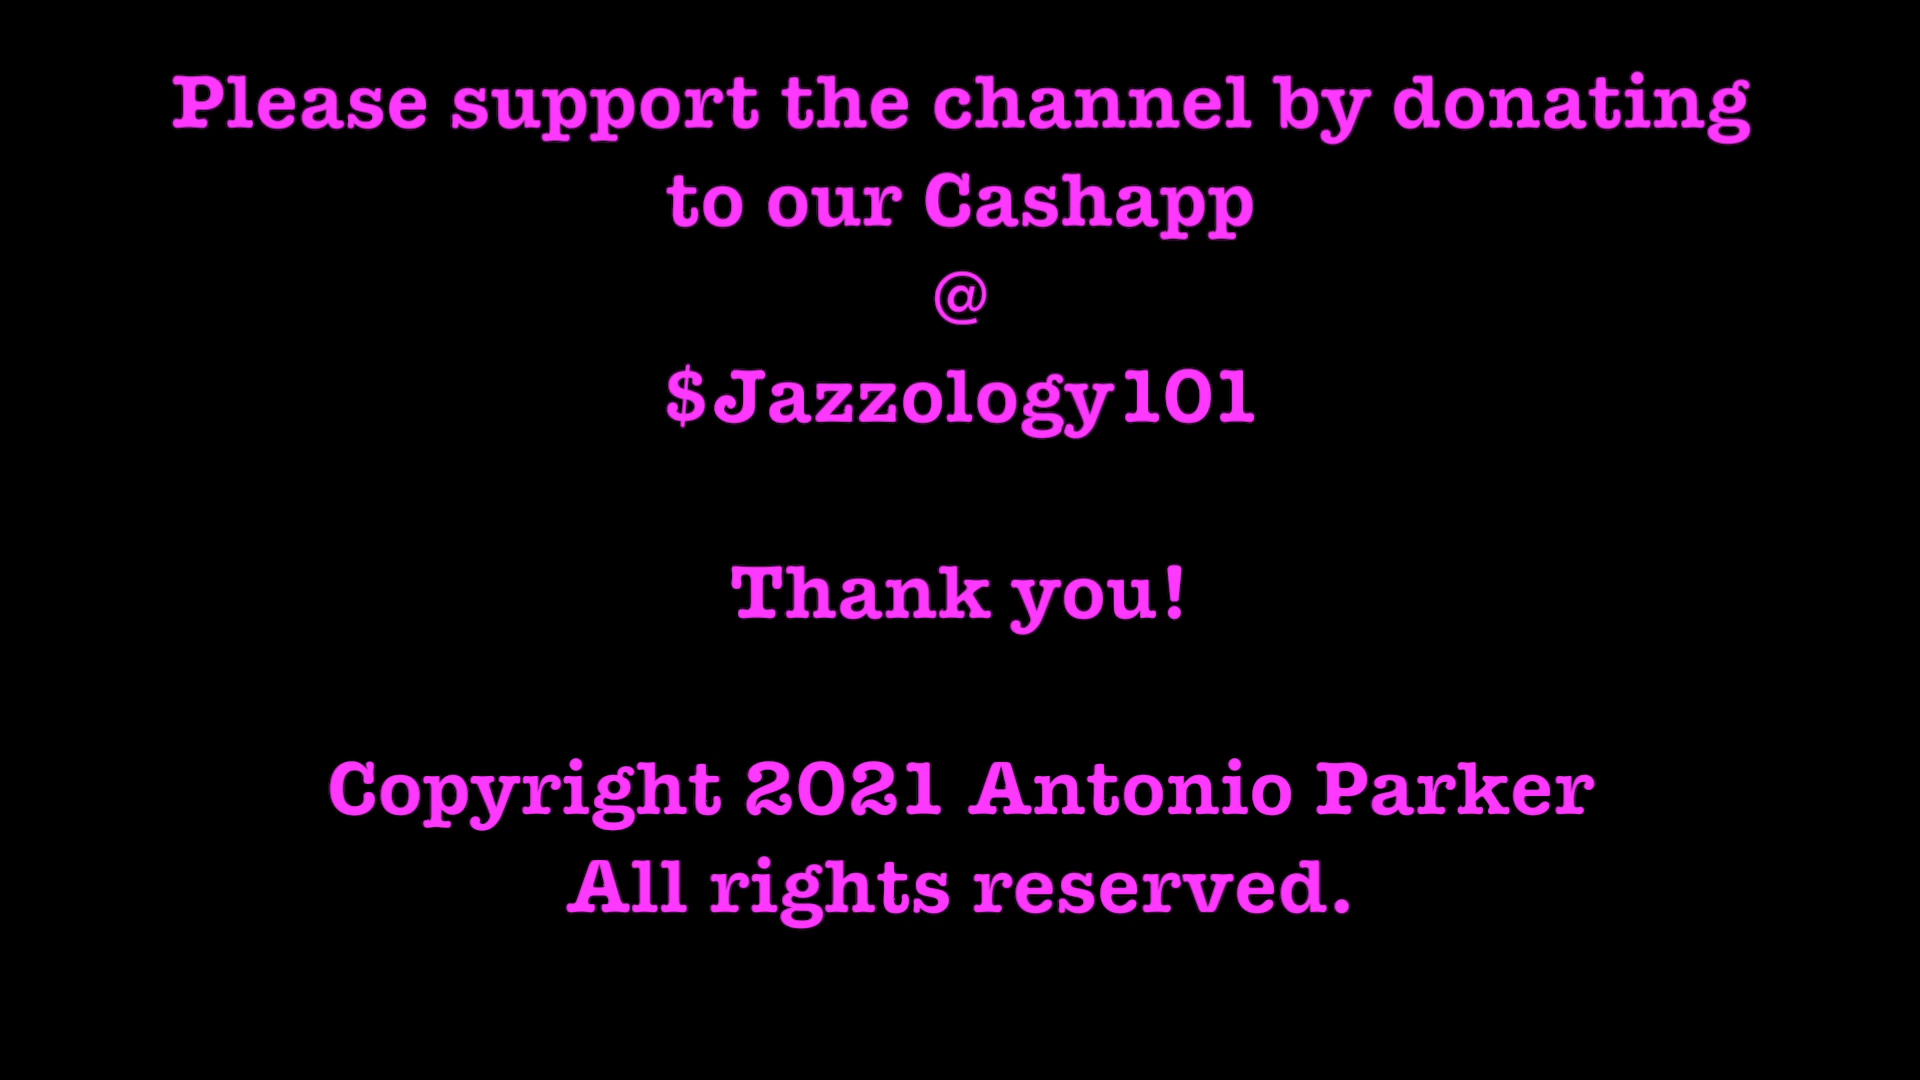 Please support the channel by donating
to our Cashapp
@
$Jazzology101
Thank you!
Copyright 2021 Antonio Parker
All rights reserved.